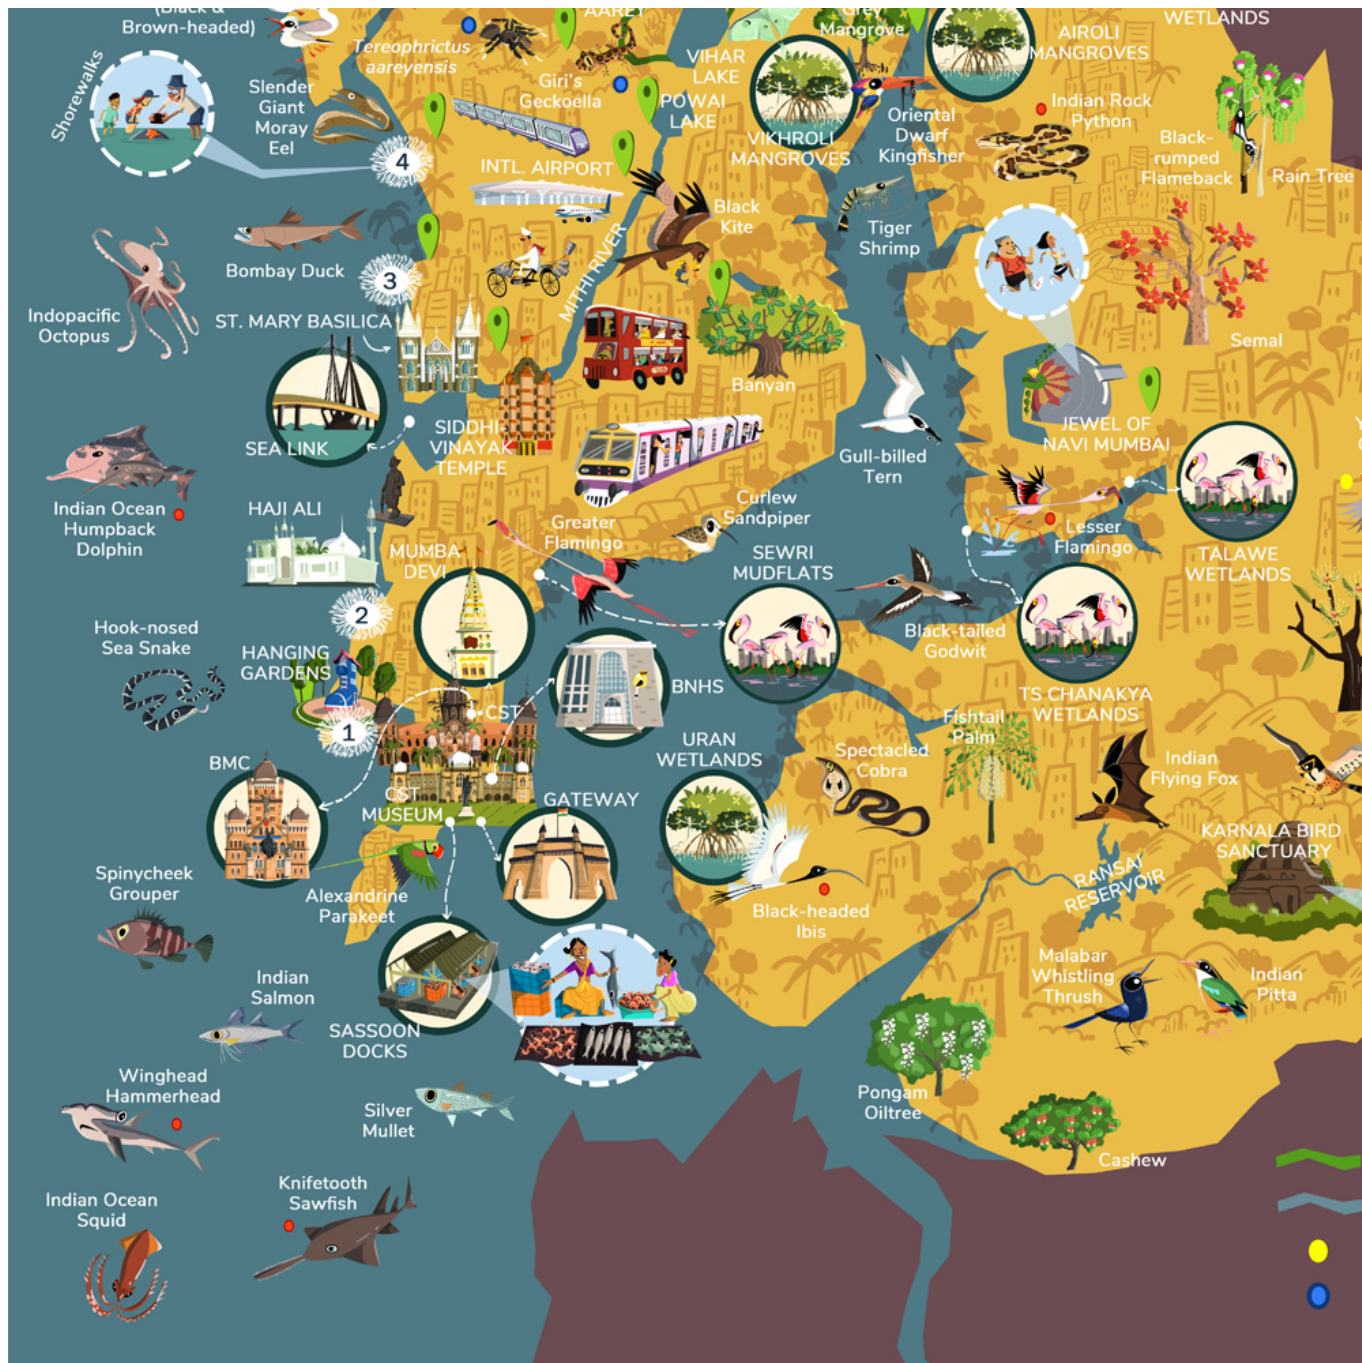 (Black &
Brown-headed)
Tereophrictus
aareyensis
AAREY
Grey
Mangrove
WETLANDS
AIROLI
MANGROVES
VIHAR
LAKE
Shorewalks
Slender
Giant
Moray
Eel
Giri's
Geckoella
POWAI
LAKE
VIKHROLI
MANGROVES
Oriental
Dwarf
Kingfisher
Indian Rock
Python
Black-
rumped
Flameback
Rain Tree
4
INTL. AIRPORT
Black
Kite
Tiger
Shrimp
Bombay Duck
3
MITHI RIVER
Indopacific
Octopus
ST. MARY BASILICA
Semal
Banyan
SEA LINK
SIDDHI-
VINAYAK
TEMPLE
JEWEL OF
NAVI MUMBAI
Gull-billed
Tern
Indian Ocean
Humpback
Dolphin
HAJI ALI
Greater
Flamingo
Curlew
Sandpiper
Lesser
Flamingo
TALAWE
WETLANDS
MUMBA
DEVI
SEWRI
MUDFLATS
2
Hook-nosed
Sea Snake
HANGING
GARDENS
Black-tailed
Godwit
BNHS
TS CHANAKYA
WETLANDS
CST
1
Fishtail
Palm
URAN
WETLANDS
Spectacled
Cobra
Indian
Flying Fox
BMC
CST
MUSEUM
GATEWAY
KARNALA BIRD
SANCTUARY
RANSAI
RESERVOIR
Spinycheek
Grouper
Alexandrine
Parakeet
Black-headed
Ibis
Malabar
Whistling
Thrush
Indian
Pitta
Indian
Salmon
SASSOON
DOCKS
Winghead
Hammerhead
Silver
Mullet
Pongam
Oiltree
Cashew
Knifetooth
Sawfish
Indian Ocean
Squid